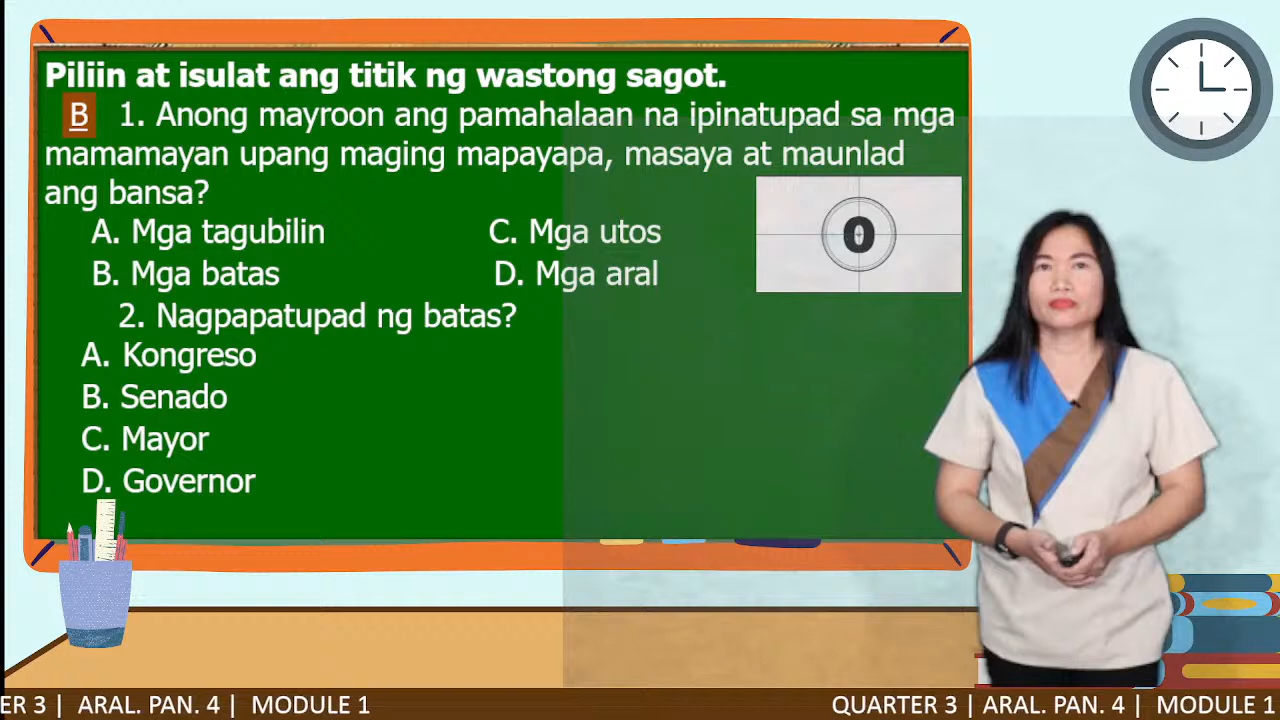 Piliin at isulat ang titik ng wastong sagot.
B 1. Anong mayroon ang pamahalaan na ipinatupad sa mga
mamamayan upang maging mapayapa, masaya at maunlad
ang bansa?
A. Mga tagubilin C. Mga utos
B. Mga batas D. Mga aral
0
2. Nagpapatupad ng batas?
A. Kongreso
B. Senado
C. Mayor
D. Governor
ER 3 | ARAL. PAN. 4 | MODULE 1 QUARTER 3 | ARAL. PAN. 4 | MODULE 1